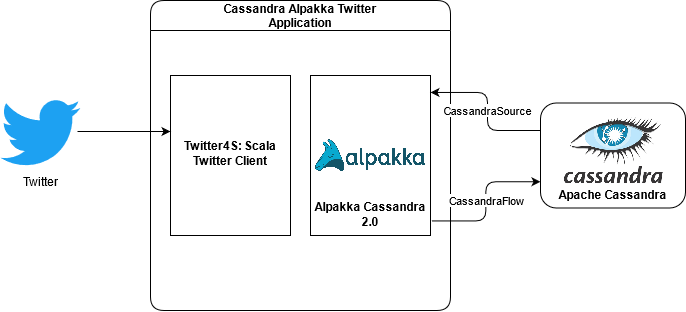 Cassandra Alpakka Twitter
Application
Twitter
Twitter4S: Scala
Twitter Client
alpakka
Alpakka Cassandra
2.0
CassandraSource
CassandraFlow
cassandra
Apache Cassandra